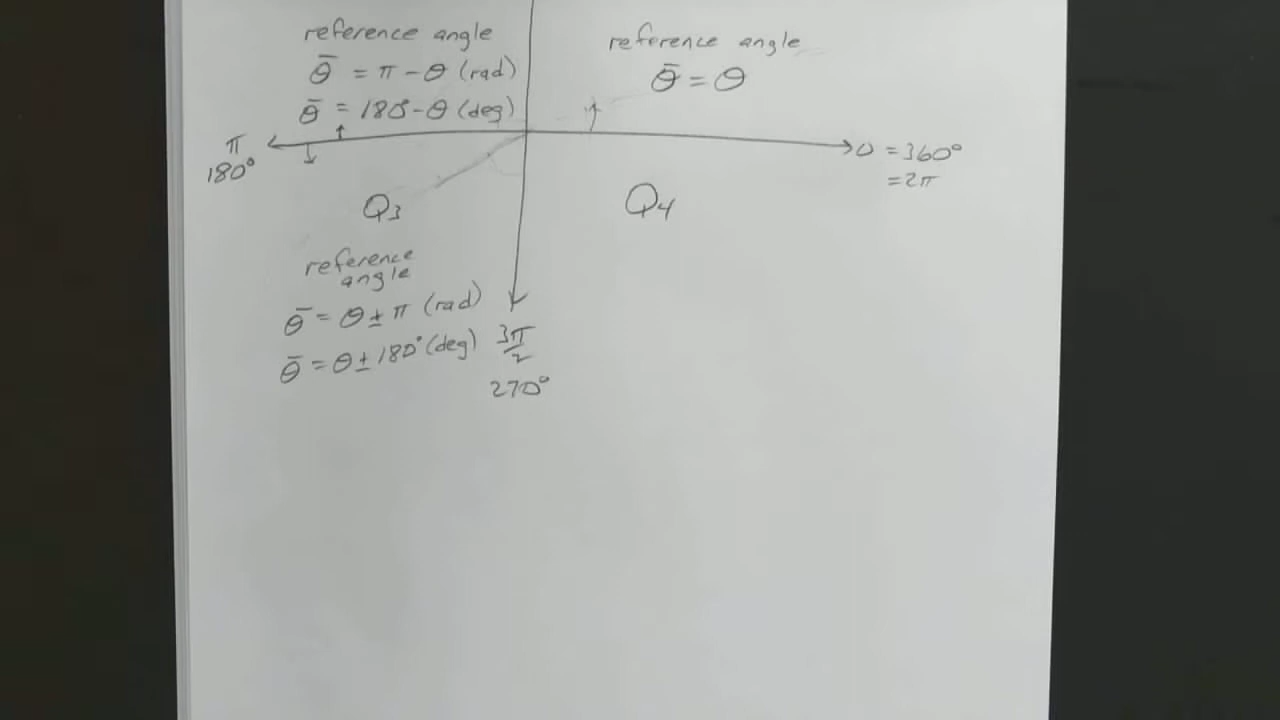 reference angle
θ̄ = π - θ (rad)
θ̄ = 180° - θ (deg)
reference angle
θ̄ = θ
π
180°
0 = 360°
= 2π
Q3
Q4
reference
angle
θ̄ = θ ± π (rad)
θ̄ = θ ± 180° (deg)
3π/2
270°